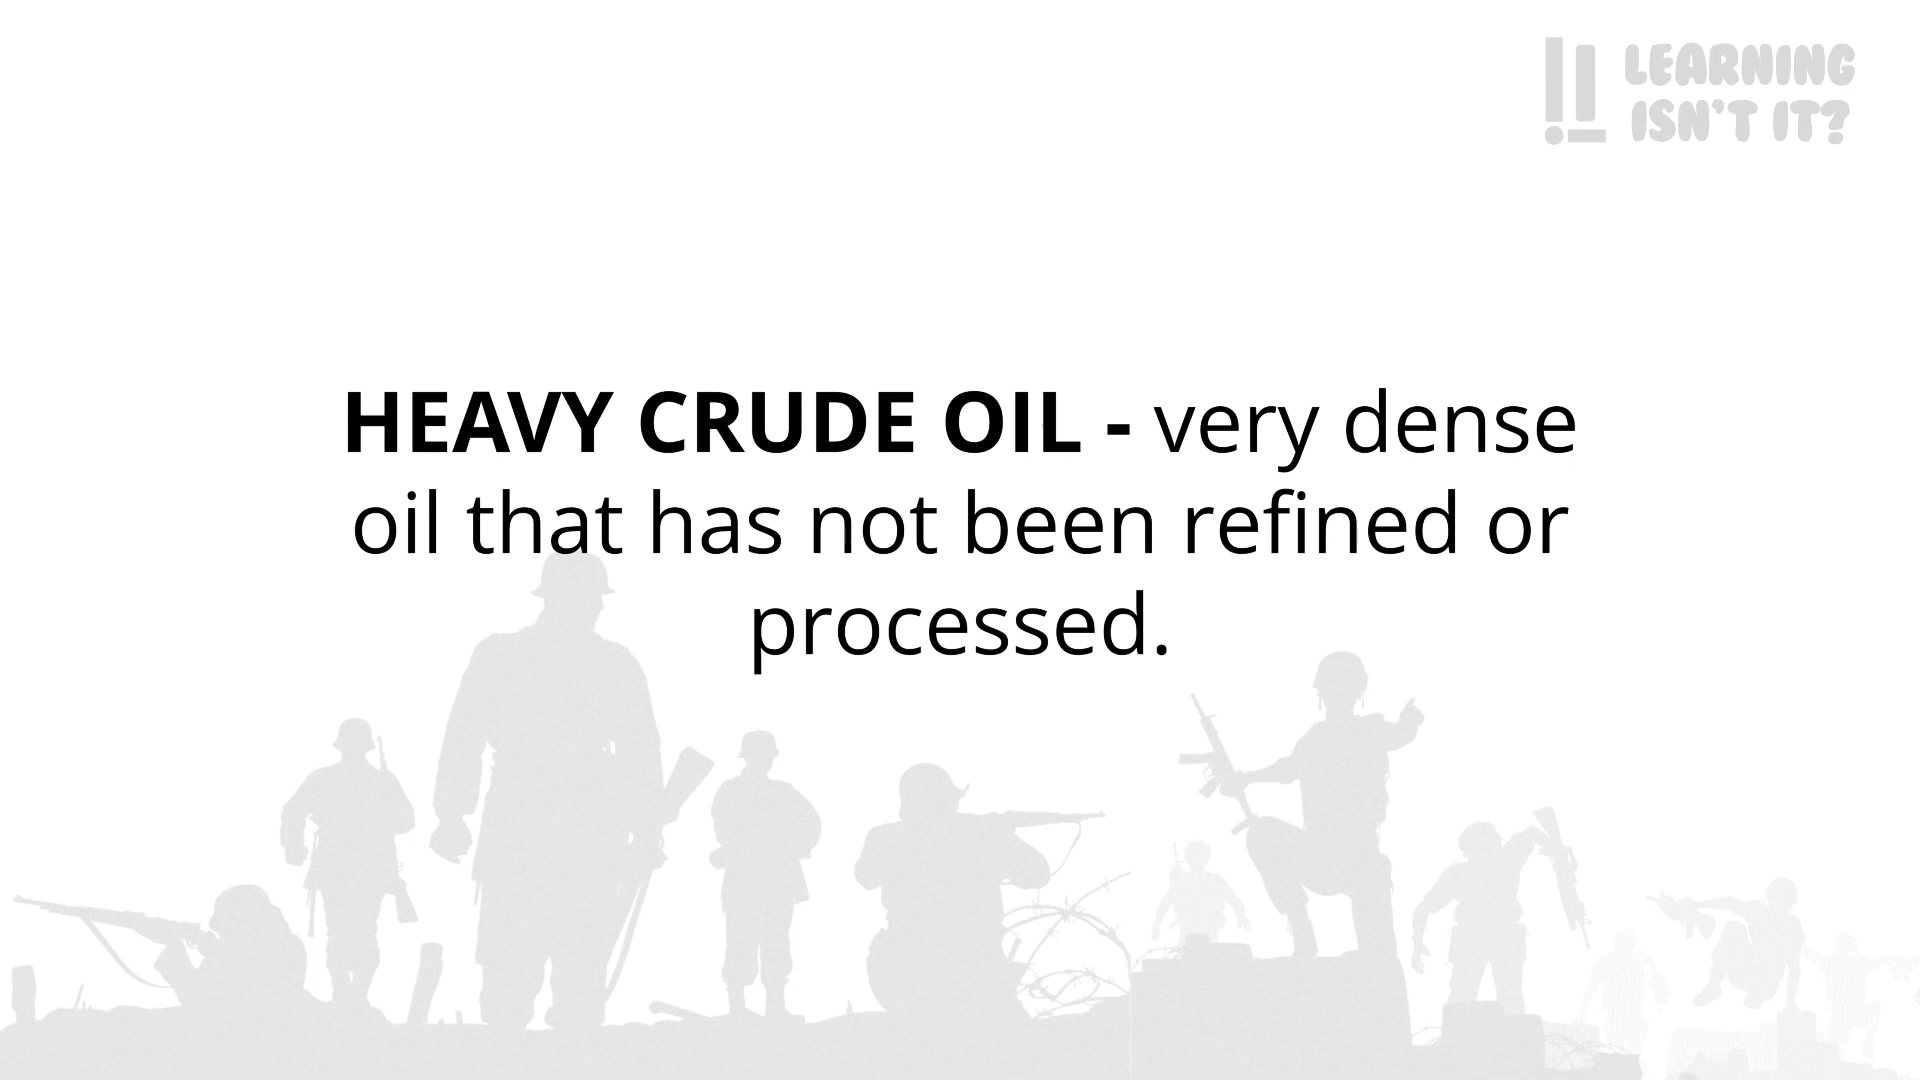 LEARNING
ISN'T IT?
HEAVY CRUDE OIL - very dense
oil that has not been refined or
processed.